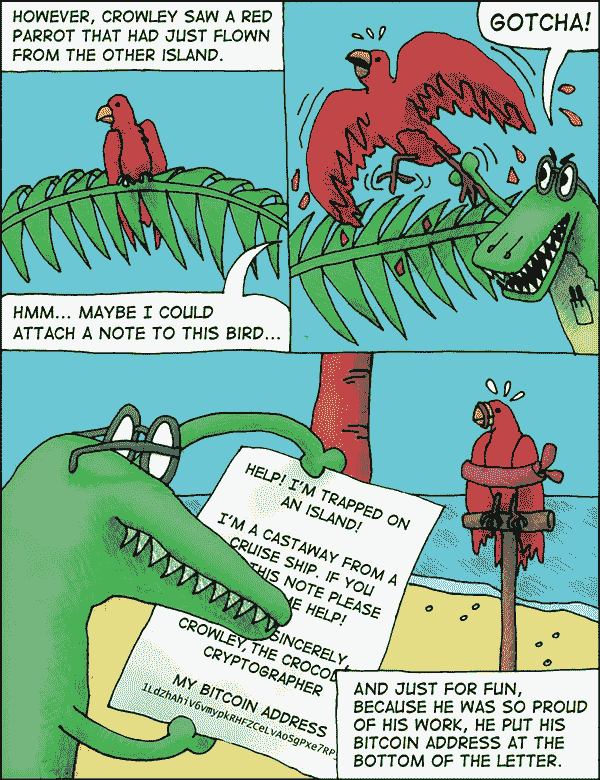 HOWEVER, CROWLEY SAW A RED
PARROT THAT HAD JUST FLOWN
FROM THE OTHER ISLAND.
HMM... MAYBE I COULD
ATTACH A NOTE TO THIS BIRD...
GOTCHA!
HELP! I'M TRAPPED ON
AN ISLAND!
I'M A CASTAWAY FROM A
CRUISE SHIP. IF YOU
THIS NOTE PLEASE
ME HELP!
SINCERELY,
CROWLEY, THE CROCOD
CRYPTOGRAPHER
MY BITCOIN ADDRESS
AND JUST FOR FUN,
BECAUSE HE WAS SO PROUD
OF HIS WORK, HE PUT HIS
BITCOIN ADDRESS AT THE
BOTTOM OF THE LETTER.